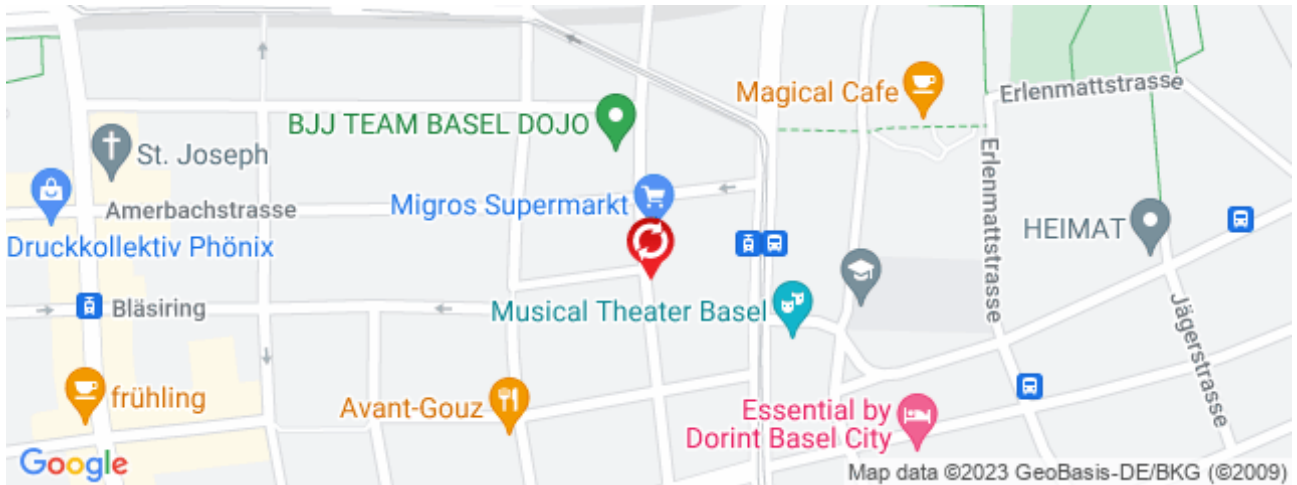 Magical Cafe
Erlenmattstrasse
BJJ TEAM BASEL DOJO
St. Joseph
Erlenmattstrasse
Amerbachstrasse
Migros Supermarkt
HEIMAT
Druckkollektiv Phönix
Bläsiring
Musical Theater Basel
Jägerstrasse
frühling
Avant-Gouz
Essential by
Dorint Basel City
Google
Map data ©2023 GeoBasis-DE/BKG (©2009)